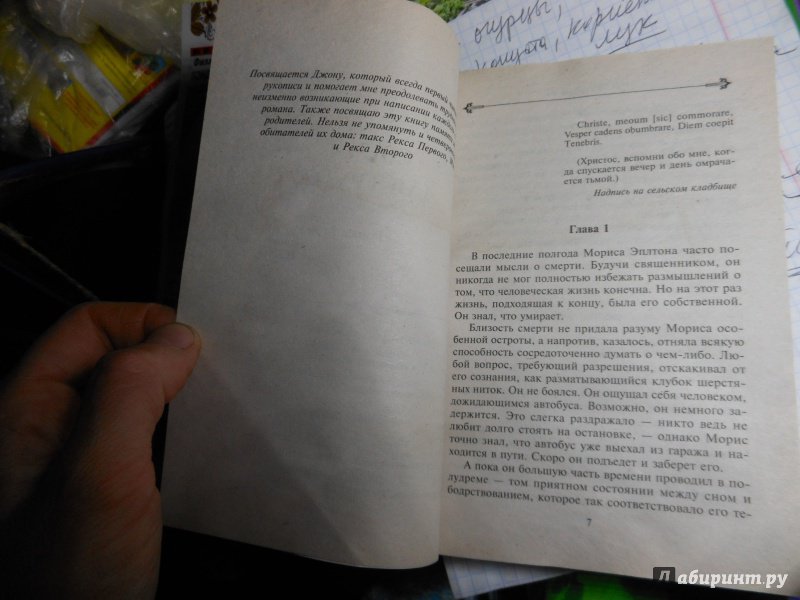 огурцы,
капуста,
лук
Посвящается Джону, который всегда первый
рукописи и помогает мне преодолевать
неизменно возникающие при написании
романа. Также посвящаю эту книгу
родителей. Нельзя не упомянуть и
обитателей их дома: такс Рекса Первого,
и Рекса Второго
Christe, meoum [sic] commorare,
Vesper cadens obumbrare, Diem coepit
Tenebris.
(Христос, вспомни обо мне, ког-
да спускается вечер и день омрача-
ется тьмой.)
Надпись на сельском кладбище
Глава 1
В последние полгода Мориса Эплтона часто по-
сещали мысли о смерти. Будучи священником, он
никогда не мог полностью избежать размышлений о
том, что человеческая жизнь конечна. Но на этот раз
жизнь, подходящая к концу, была его собственной.
Он знал, что умирает.
Близость смерти не придала разуму Мориса осо-
бенной остроты, а напротив, казалось, отняла всякую
способность сосредоточенно думать о чем-либо. Лю-
бой вопрос, требующий разрешения, отскакивал от
его сознания, как разматывающийся клубок шерстя-
ных ниток. Он не боялся. Он ощущал себя человеком,
дожидающимся автобуса. Возможно, он немного за-
держится. Это слегка раздражало — никто ведь не
любит долго стоять на остановке, — однако Морис
точно знал, что автобус уже выехал из гаража и на-
ходится в пути. Скоро он подъедет и заберет его.
А пока он большую часть времени проводил в по-
лудреме — том приятном состоянии между сном и
бодрствованием, которое так соответствовало его те-
7
Лабиринт.ру